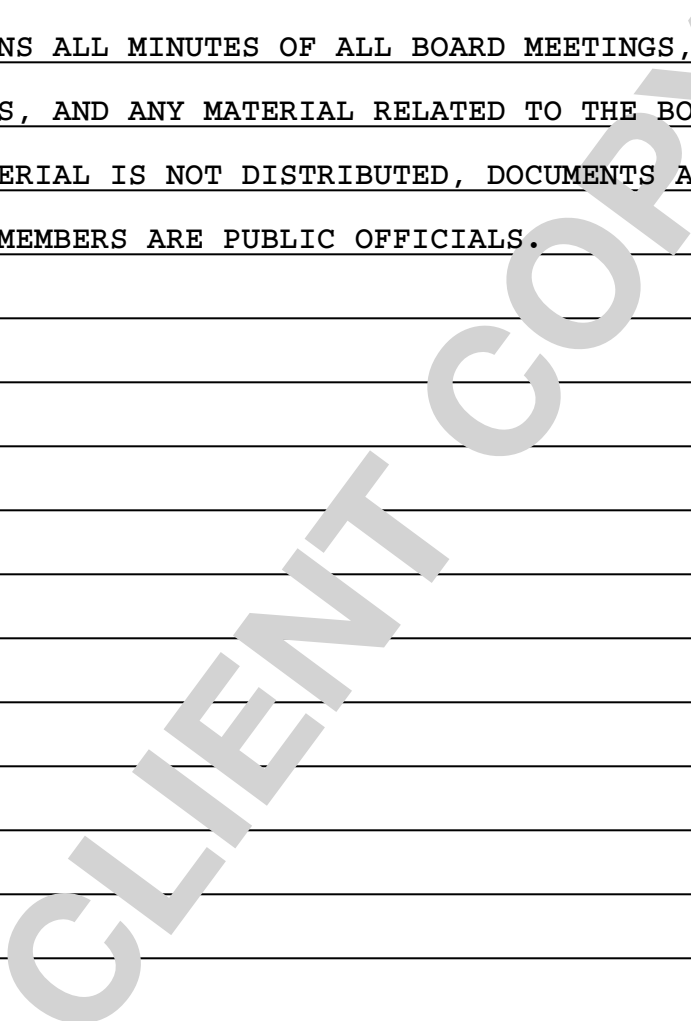 NS ALL MINUTES OF ALL BOARD MEETINGS,
S, AND ANY MATERIAL RELATED TO THE BO
ERIAL IS NOT DISTRIBUTED, DOCUMENTS A
MEMBERS ARE PUBLIC OFFICIALS.
CLIENT COPY